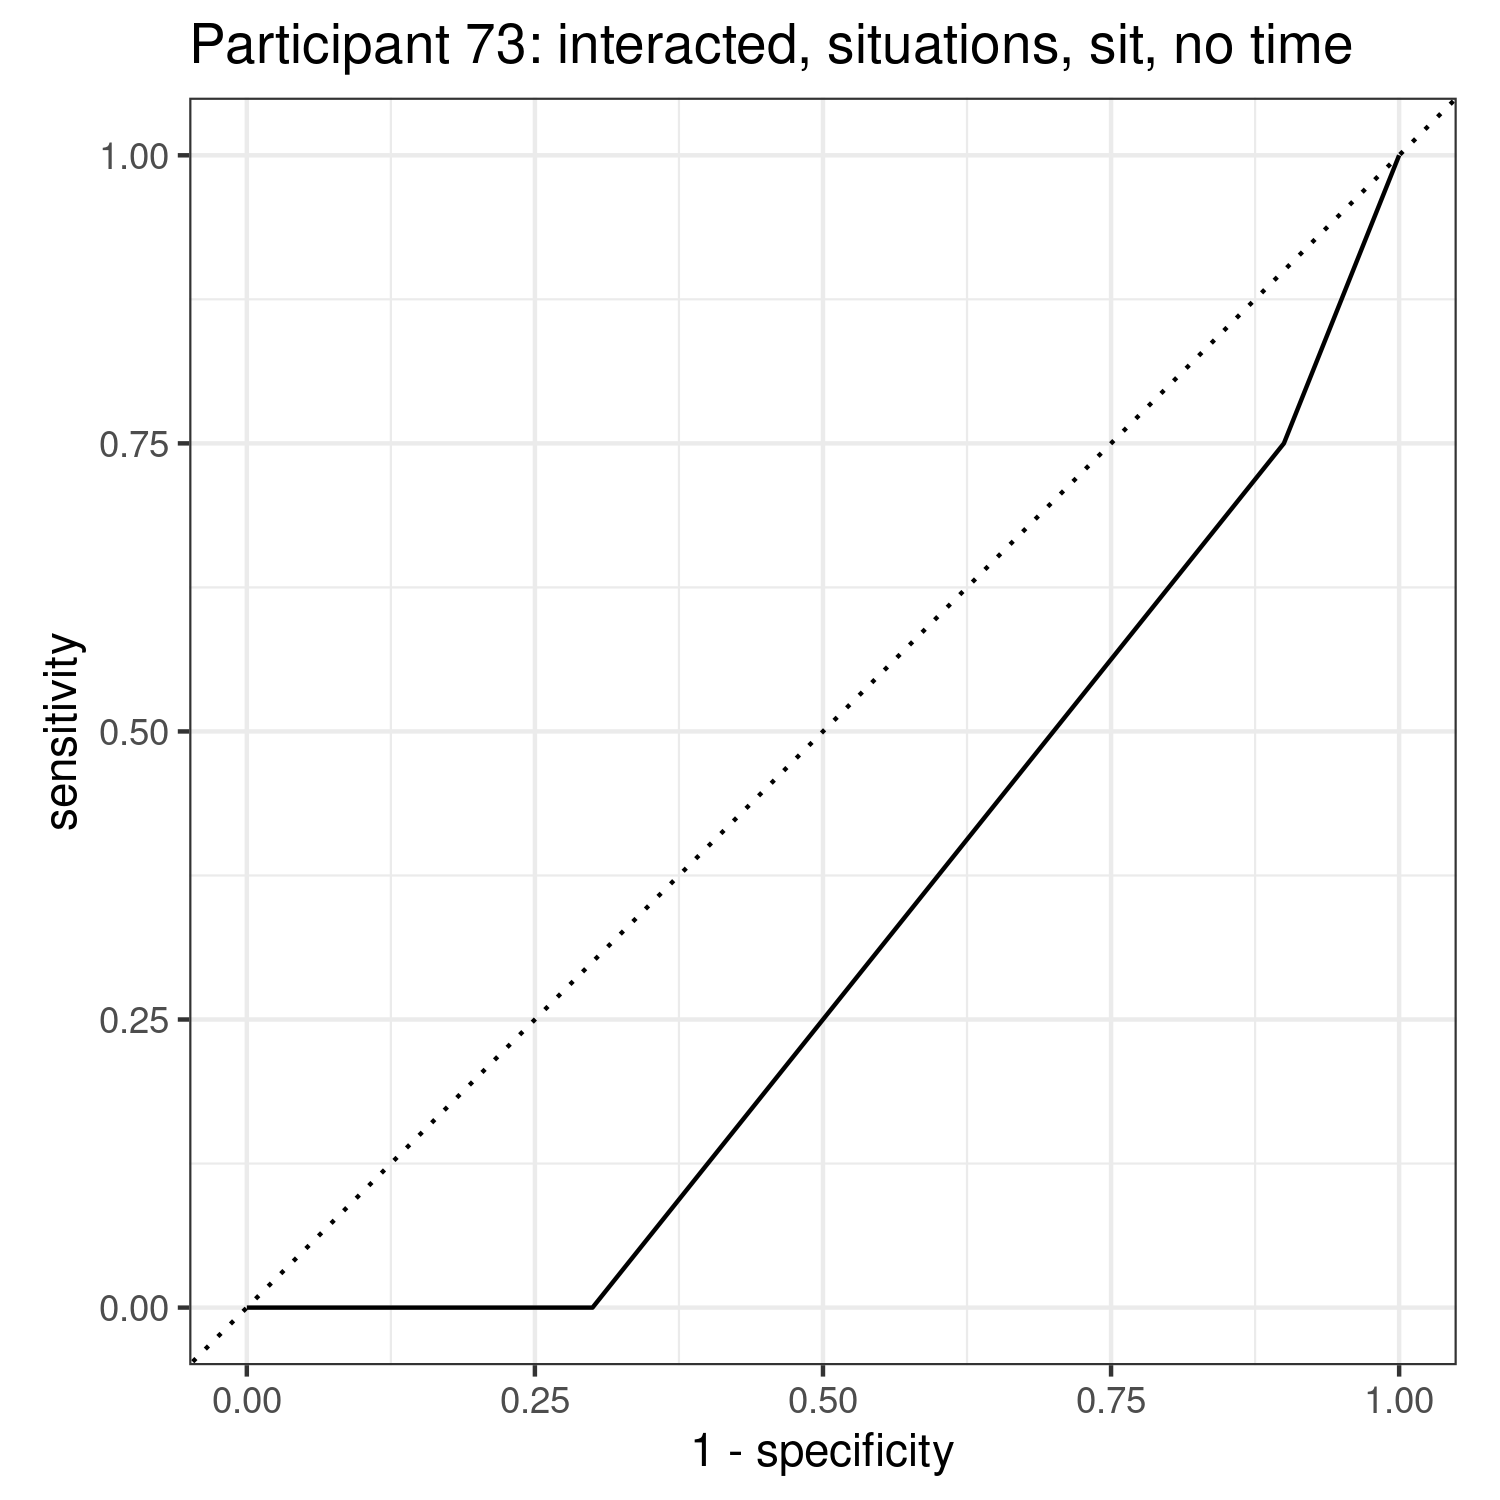 Participant 73: interacted, situations, sit, no time
1.00
0.75
0.50
0.25
0.00
sensitivity
0.00 0.25 0.50 0.75 1.00
1 - specificity